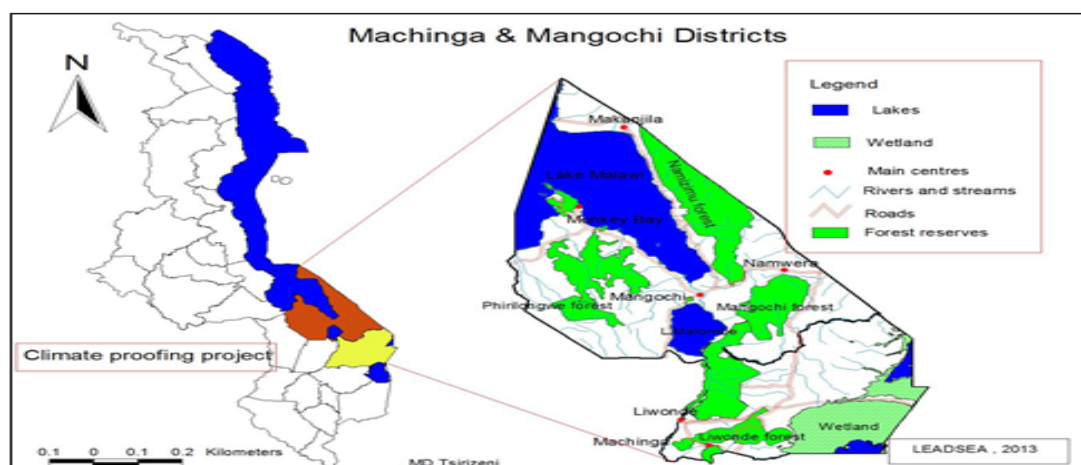 Machinga & Mangochi Districts
N
Legend
Lakes
Wetland
Main centres
Rivers and streams
Roads
Forest reserves
Makanjila
Lake Malawi
Namizimu forest
Monkey Bay
Namwera
Mangochi
Phirilongwe forest
Mangochi forest
L.Malombe
Climate proofing project
Liwonde
Wetland
Machinga
Liwonde forest
0.1 0 0.1 0.2 Kilometers
LEADSEA , 2013
MD Tsirizeni